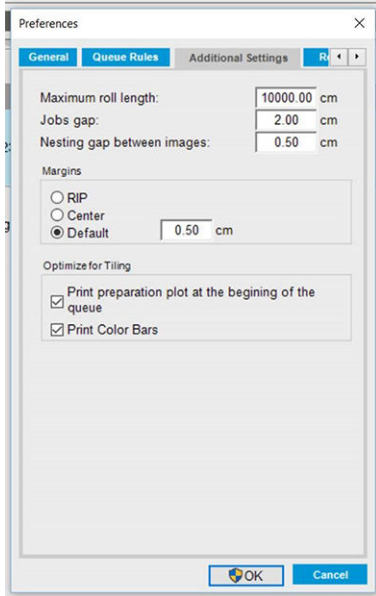 Preferences
General Queue Rules Additional Settings
Maximum roll length: 10000.00 cm
Jobs gap: 2.00 cm
Nesting gap between images: 0.50 cm
Margins
RIP
Center
Default 0.50 cm
Optimize for Tiling
Print preparation plot at the begining of the
queue
Print Color Bars
OK Cancel